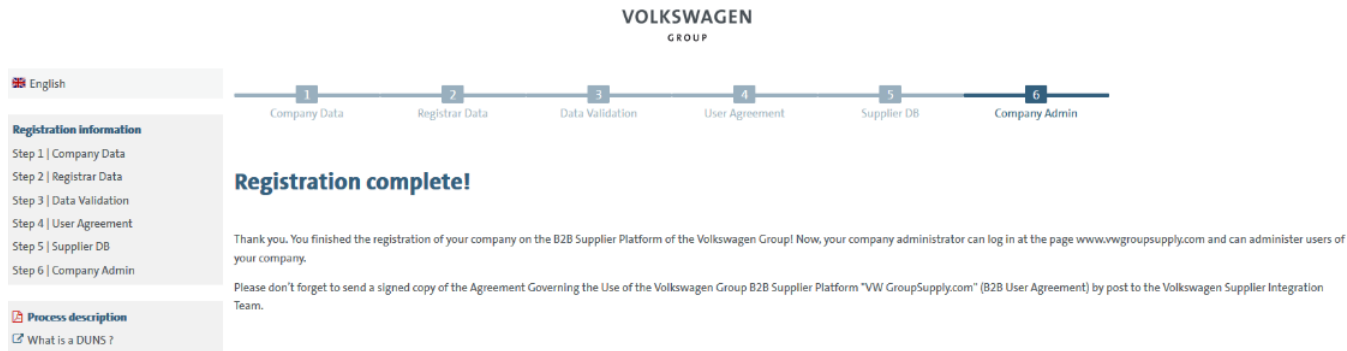 VOLKSWAGEN
GROUP
English
1
2
3
4
5
6
Company Data
Registrar Data
Data Validation
User Agreement
Supplier DB
Company Admin
Registration information
Step 1 | Company Data
Step 2 | Registrar Data
Step 3 | Data Validation
Step 4 | User Agreement
Step 5 | Supplier DB
Step 6 | Company Admin
Process description
What is a DUNS ?
Registration complete!
Thank you. You finished the registration of your company on the B2B Supplier Platform of the Volkswagen Group! Now, your company administrator can log in at the page www.vwgroupsupply.com and can administer users of
your company.
Please don't forget to send a signed copy of the Agreement Governing the Use of the Volkswagen Group B2B Supplier Platform "VW GroupSupply.com" (B2B User Agreement) by post to the Volkswagen Supplier Integration
Team.